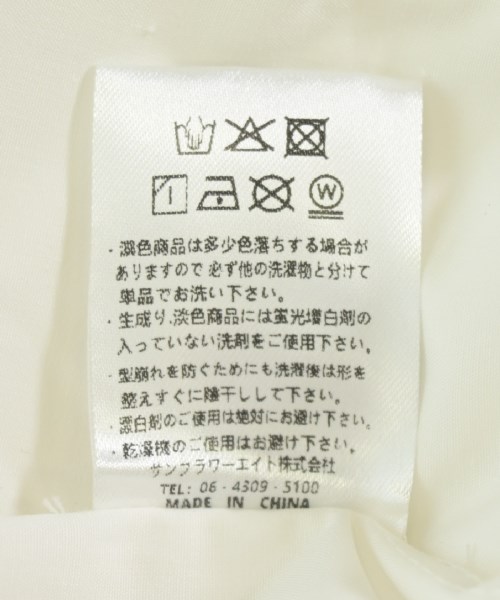 W
・濃色商品は多少色落ちする場合が
ありますので 必ず他の洗濯物と分けて
単品でお洗い下さい。
・生成り、淡色商品には蛍光増白剤の
入っていない洗剤をご使用下さい。
・型崩れを防ぐためにも洗濯後は形を
整えすぐに陰干しして下さい。
・漂白剤のご使用は絶対にお避け下さい。
・乾燥機のご使用はお避け下さい。
サンフラワーエイト株式会社
TEL: 06 - 4309 - 5100
MADE IN CHINA